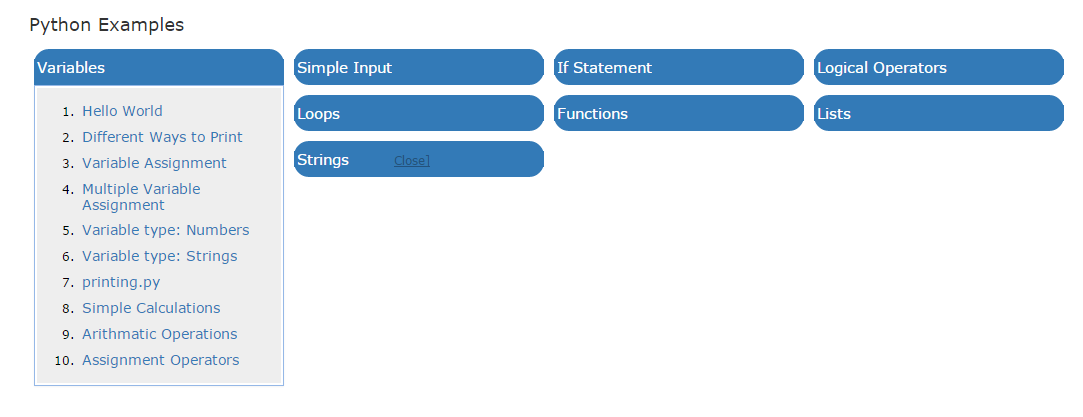 Python Examples
Variables
Simple Input
If Statement
Logical Operators
1. Hello World
2. Different Ways to Print
3. Variable Assignment
4. Multiple Variable
Assignment
5. Variable type: Numbers
6. Variable type: Strings
7. printing.py
8. Simple Calculations
9. Arithmatic Operations
10. Assignment Operators
Loops
Functions
Lists
Strings
Close]